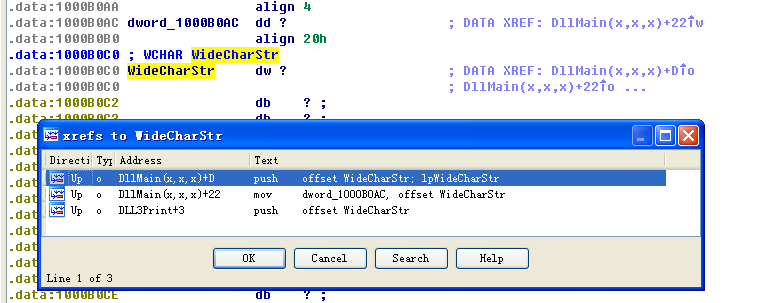 .data:1000B0AA align 4
.data:1000B0AC dword_1000B0AC dd ? ; DATA XREF: DllMain(x,x,x)+22↑w
.data:1000B0B0 align 20h
.data:1000B0C0 ; WCHAR WideCharStr
.data:1000B0C0 WideCharStr dw ? ; DATA XREF: DllMain(x,x,x)+D↑o
.data:1000B0C0 ; DllMain(x,x,x)+22↑o ...
.data:1000B0C2 db ? ;
xrefs to WideCharStr
Directi Typ Address Text
Up o DllMain(x,x,x)+D push offset WideCharStr; lpWideCharStr
Up o DllMain(x,x,x)+22 mov dword_1000B0AC, offset WideCharStr
Up o DLL3Print+3 push offset WideCharStr
OK Cancel Search Help
Line 1 of 3
.data:1000B0CE db ? ;